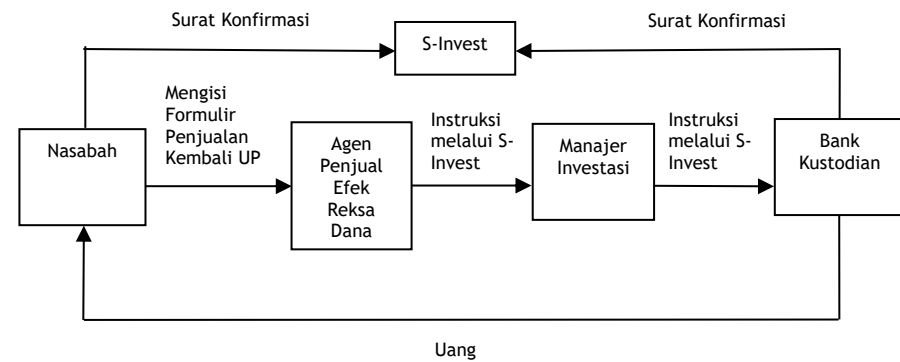 Surat Konfirmasi
Surat Konfirmasi
S-Invest
Mengisi
Formulir
Penjualan
Kembali UP
Nasabah
Agen
Penjual
Efek
Reksa
Dana
Instruksi
melalui S-
Invest
Manajer
Investasi
Instruksi
melalui S-
Invest
Bank
Kustodian
Uang